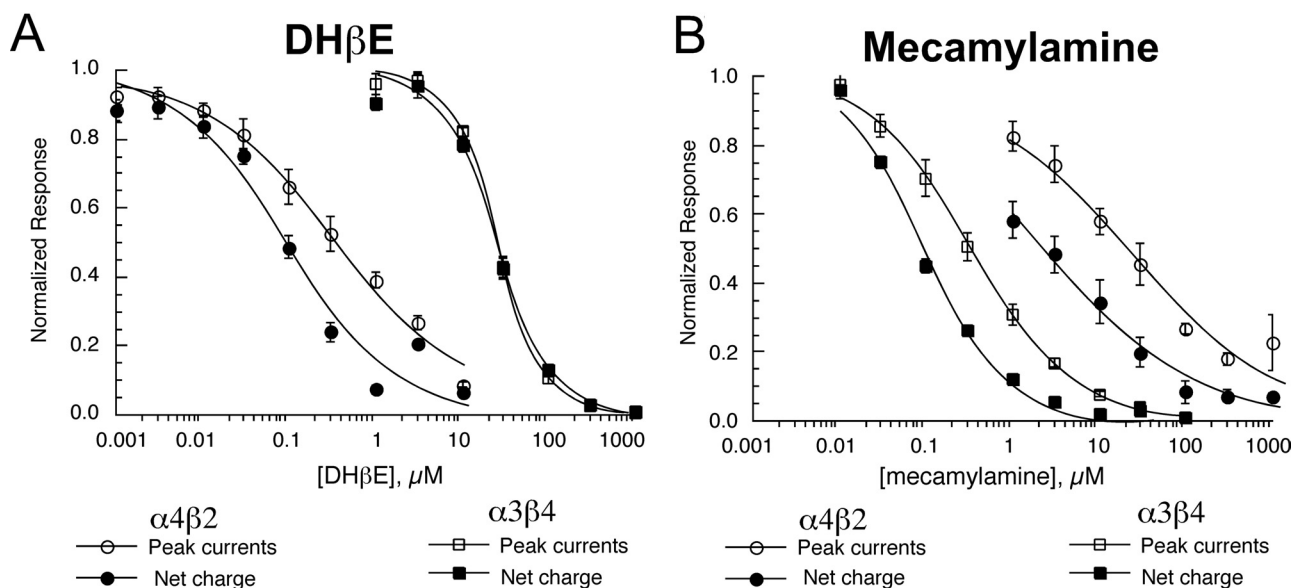 A
DHβE
Normalized Response
1.0
0.8
0.6
0.4
0.2
0.0
0.001
0.01
0.1
1
10
100
1000
[DHβE], µM
α4β2
Peak currents
Net charge
α3β4
Peak currents
Net charge
B
Mecamylamine
Normalized Response
1.0
0.8
0.6
0.4
0.2
0.0
0.001
0.01
0.1
1
10
100
1000
[mecamylamine], µM
α4β2
Peak currents
Net charge
α3β4
Peak currents
Net charge